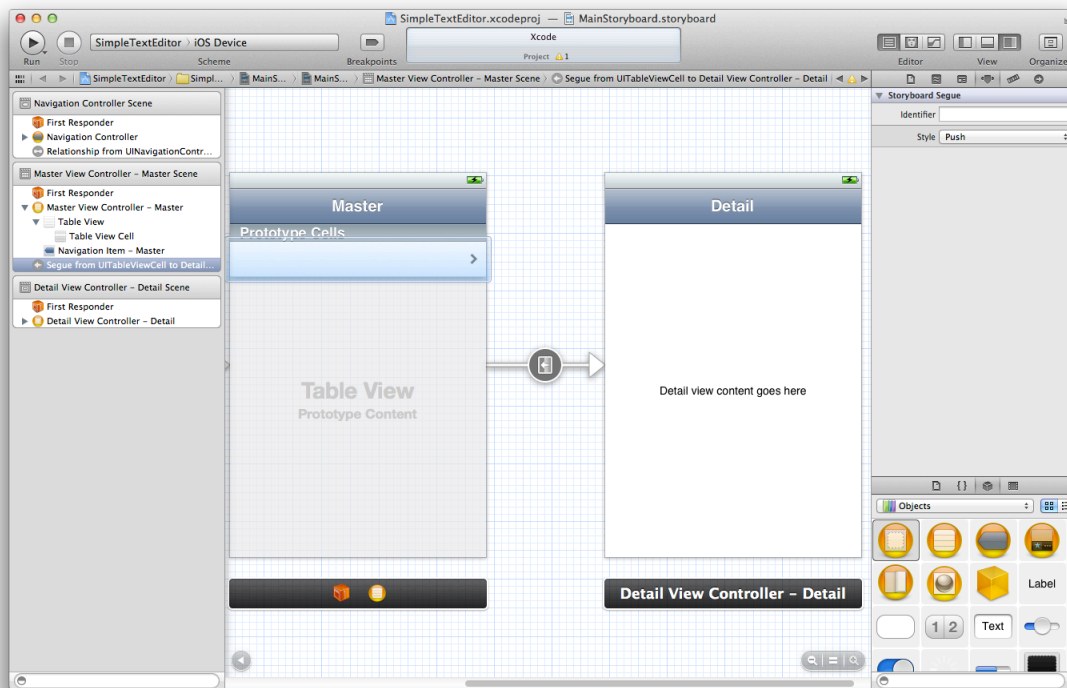 SimpleTextEditor.xcodeproj — MainStoryboard.storyboard
SimpleTextEditor iOS Device
Xcode
Project 1
Run Stop Scheme Breakpoints Editor View Organize
SimpleTextEditor Simpl... MainS... MainS... Master View Controller – Master Scene Segue from UITableViewCell to Detail View Controller – Detail
Navigation Controller Scene
First Responder
Navigation Controller
Relationship from UINavigationContr...
Master View Controller – Master Scene
First Responder
Master View Controller – Master
Table View
Table View Cell
Navigation Item – Master
Segue from UITableViewCell to Detail...
Detail View Controller – Detail Scene
First Responder
Detail View Controller – Detail
Master
Prototype Cells
Table View
Prototype Content
Detail
Detail view content goes here
Detail View Controller – Detail
Storyboard Segue
Identifier
Style Push
{}
Objects
Label
1 2 Text